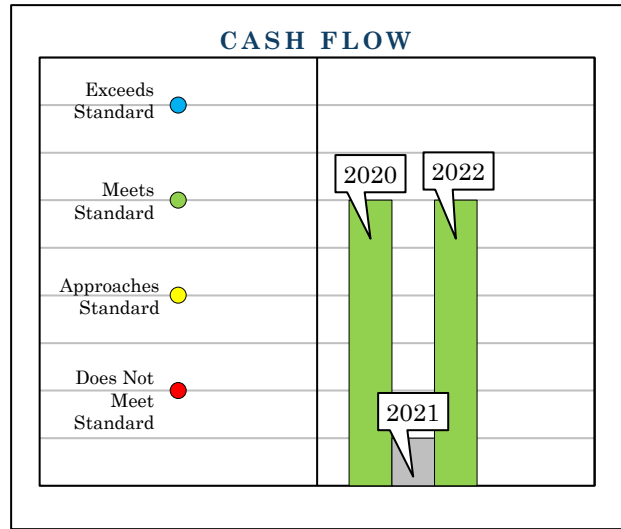 CASH FLOW
Exceeds
Standard
Meets
Standard
Approaches
Standard
Does Not
Meet
Standard
2020
2022
2021